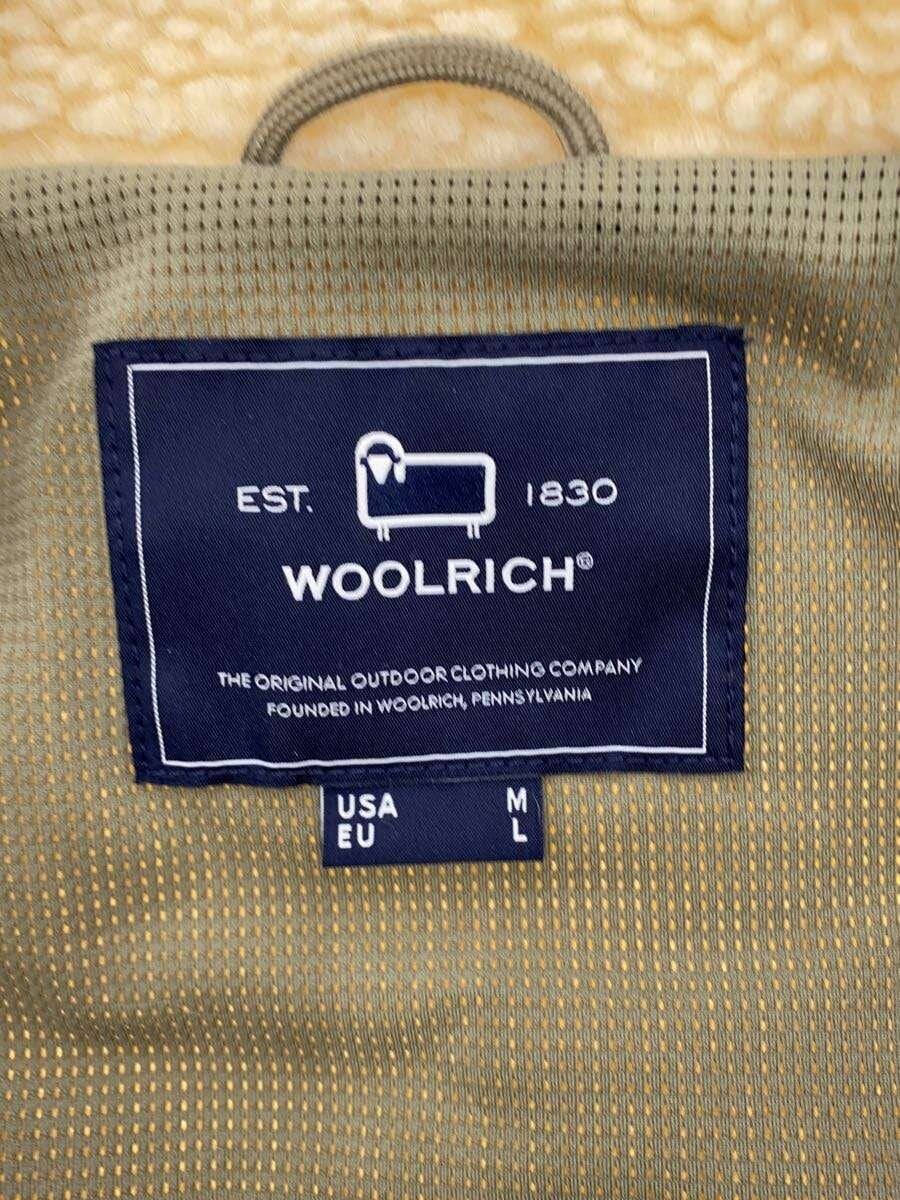 EST. 1830
WOOLRICH®
THE ORIGINAL OUTDOOR CLOTHING COMPANY
FOUNDED IN WOOLRICH, PENNSYLVANIA
USA M
EU L